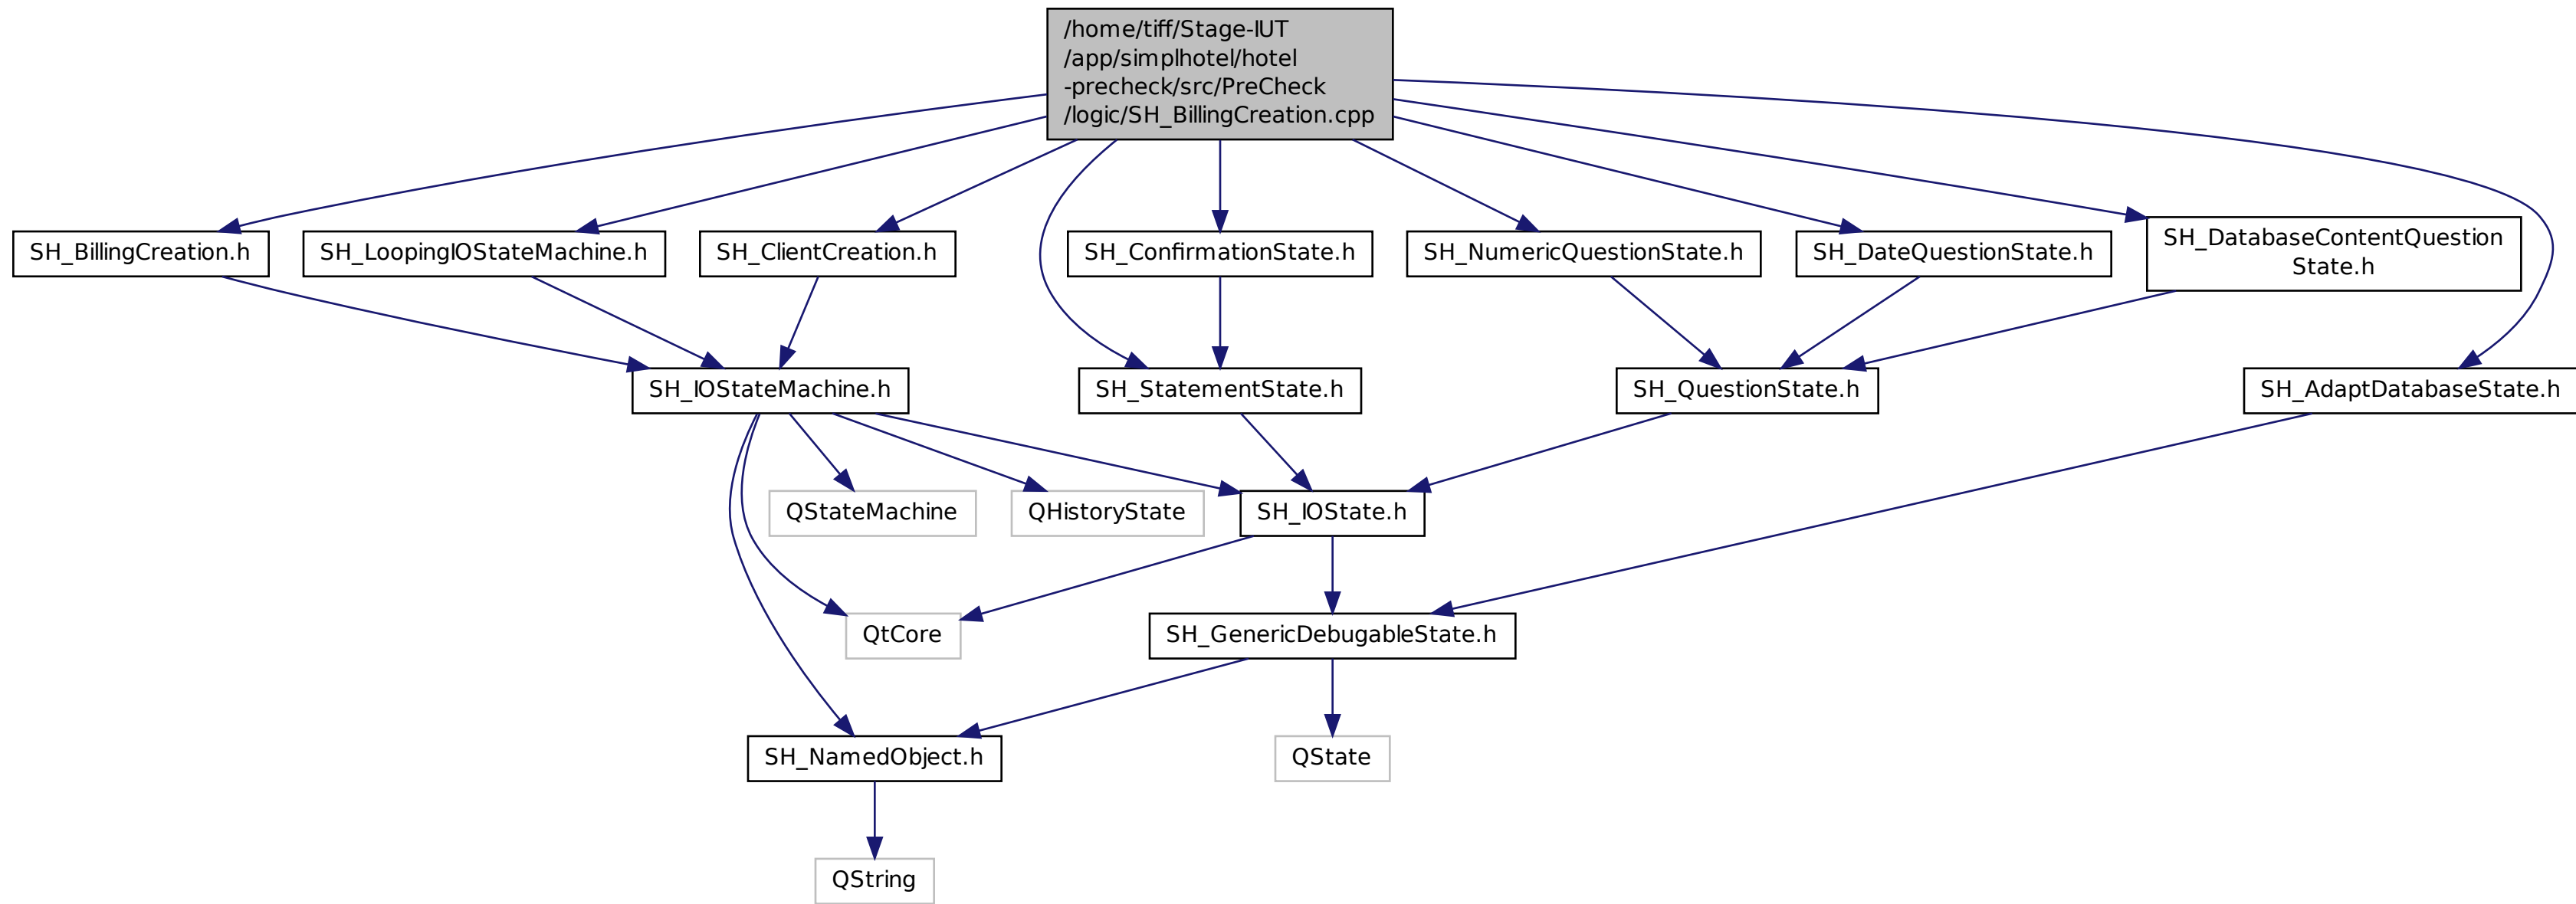 /home/tiff/Stage-IUT
/app/simplhotel/hotel
-precheck/src/PreCheck
/logic/SH_BillingCreation.cpp
SH_BillingCreation.h
SH_LoopingIOStateMachine.h
SH_ClientCreation.h
SH_ConfirmationState.h
SH_NumericQuestionState.h
SH_DateQuestionState.h
SH_DatabaseContentQuestion
State.h
SH_IOStateMachine.h
SH_StatementState.h
SH_QuestionState.h
SH_AdaptDatabaseState.h
QStateMachine
QHistoryState
SH_IOState.h
QtCore
SH_GenericDebugableState.h
SH_NamedObject.h
QState
QString